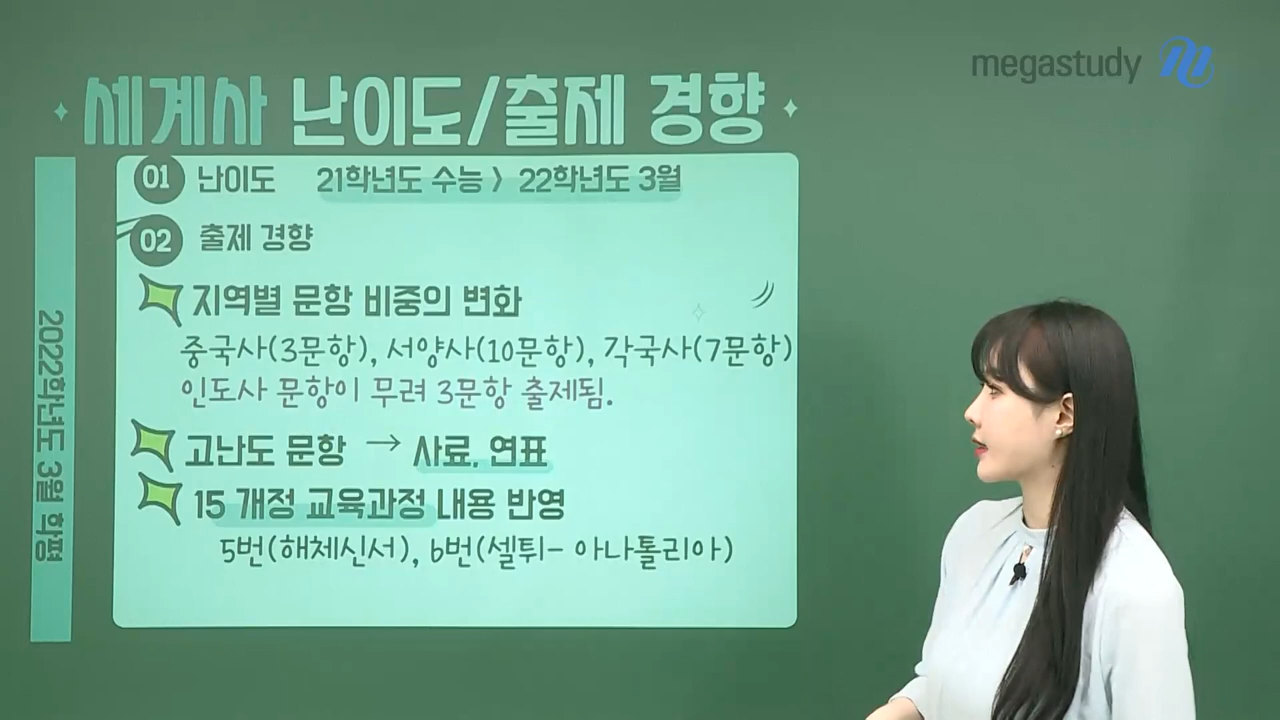 megastudy
세계사 난이도/출제 경향
2022학년도 3월 학평
01 난이도 21학년도 수능 > 22학년도 3월
02 출제 경향
지역별 문항 비중의 변화
중국사(3문항), 서양사(10문항), 각국사(7문항)
인도사 문항이 무려 3문항 출제됨.
고난도 문항 → 사료, 연표
15 개정 교육과정 내용 반영
5번(해체신서), 6번(셀튀- 아나톨리아)